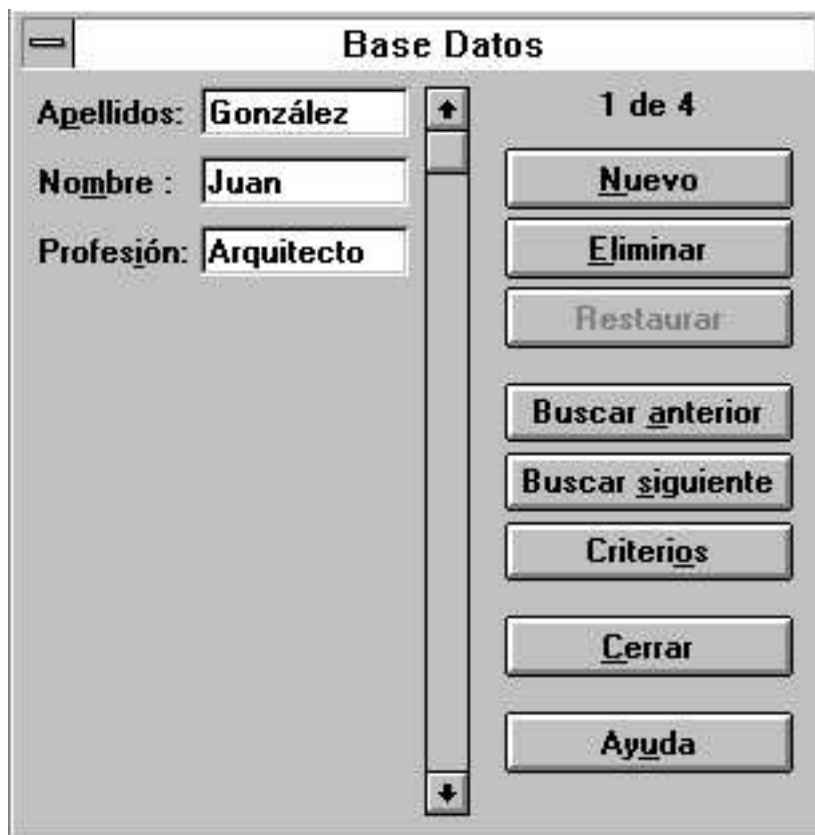 Base Datos
Apellidos: González
Nombre : Juan
Profesión: Arquitecto
1 de 4
Nuevo
Eliminar
Restaurar
Buscar anterior
Buscar siguiente
Criterios
Cerrar
Ayuda